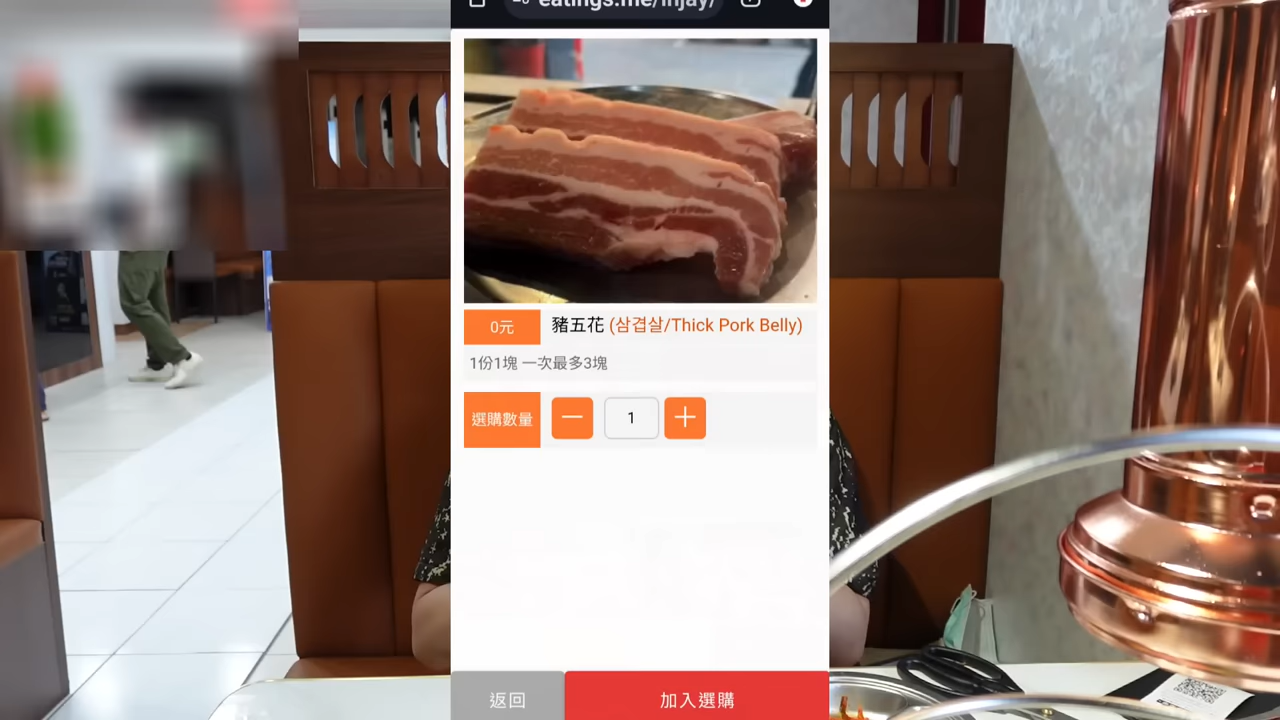 eatings.me/injay/
0元
豬五花 (삼겹살/Thick Pork Belly)
1份1塊 一次最多3塊
選購數量
1
返回
加入選購